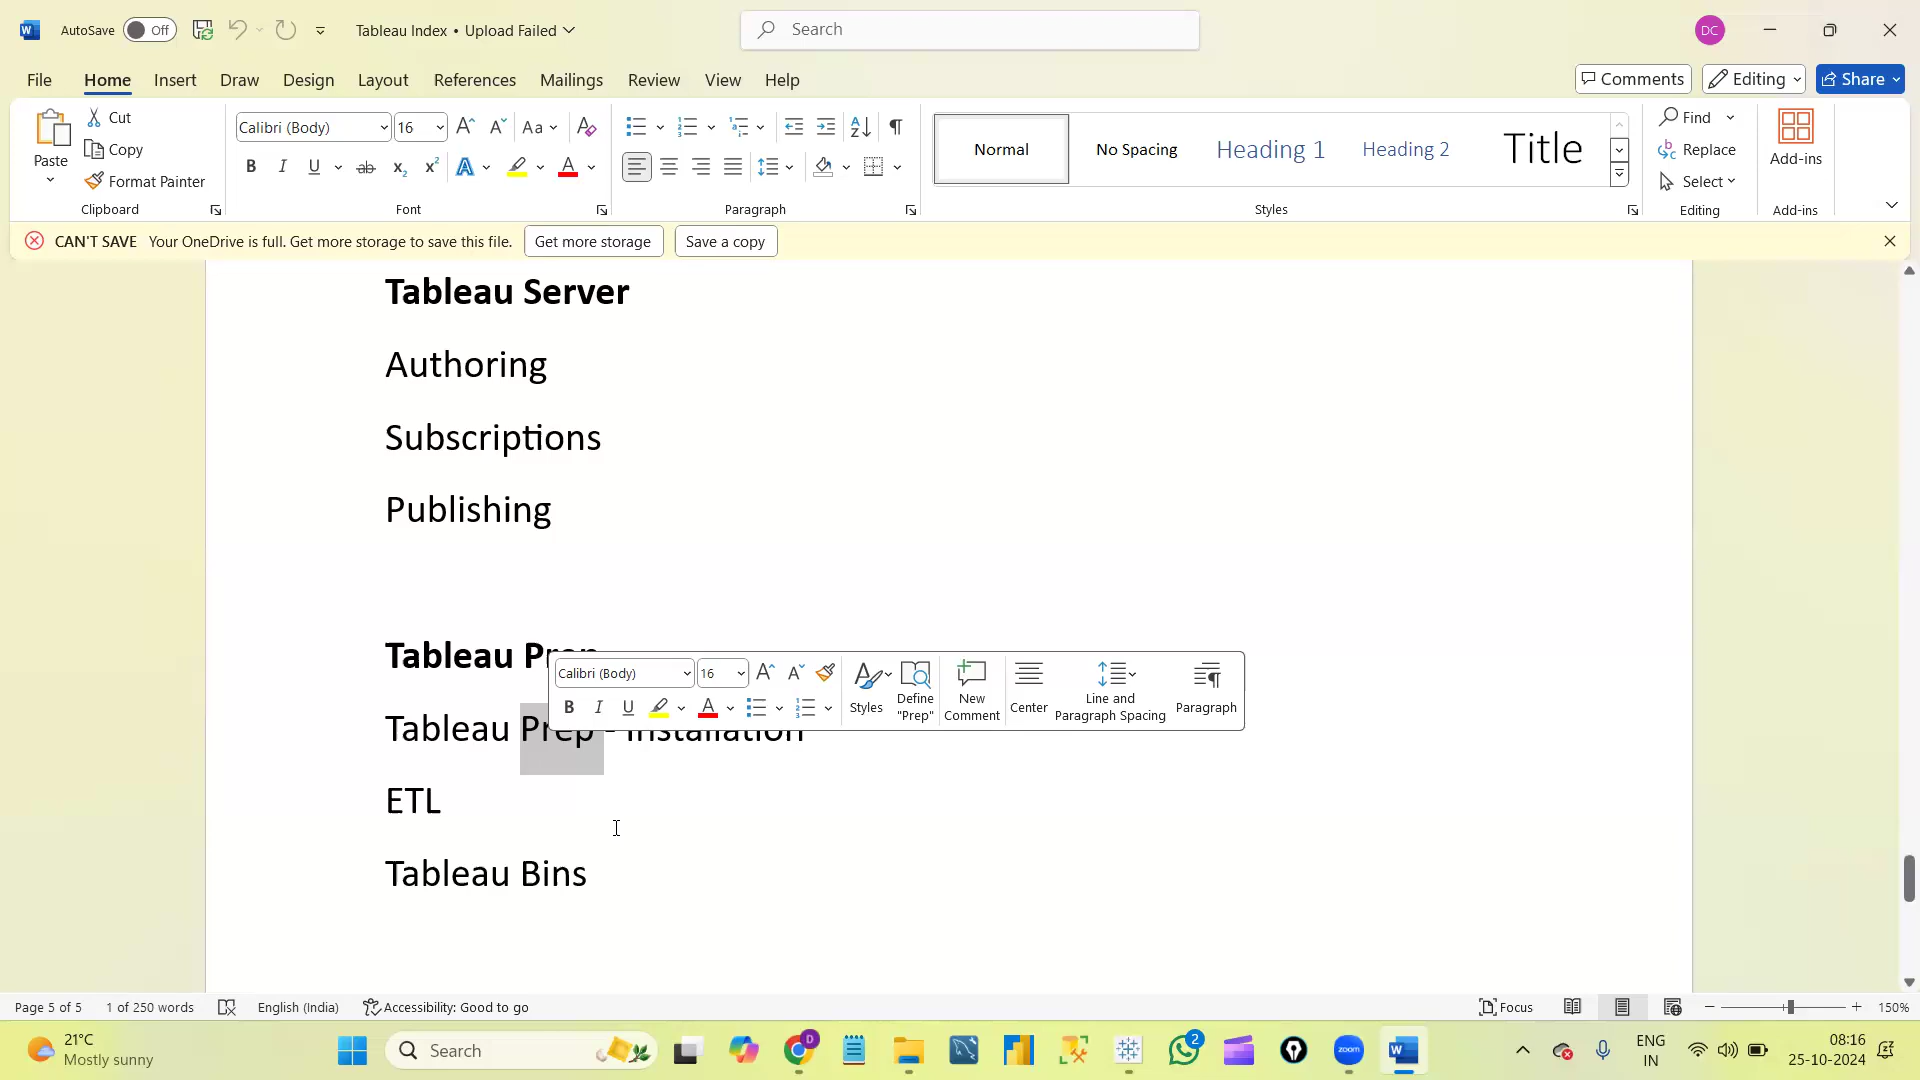 AutoSave Off Tableau Index • Upload Failed Search DC
File Home Insert Draw Design Layout References Mailings Review View Help Comments Editing Share
Paste Cut Copy Format Painter Clipboard
Calibri (Body) 16 Aa
B I U ab x₂ x² A A
Font
Paragraph
Normal No Spacing Heading 1 Heading 2 Title
Styles
Find Replace Select Editing
Add-ins
Add-ins
CAN'T SAVE Your OneDrive is full. Get more storage to save this file. Get more storage Save a copy
Tableau Server
Authoring
Subscriptions
Publishing
Tableau Prep
Calibri (Body) 16
B I U A Styles Define "Prep" New Comment Center Line and Paragraph Spacing Paragraph
Tableau Prep - Installation
ETL
Tableau Bins
Page 5 of 5 1 of 250 words English (India) Accessibility: Good to go Focus 150%
21°C
Mostly sunny
Search
D
2
zoom
ENG
IN
08:16
25-10-2024